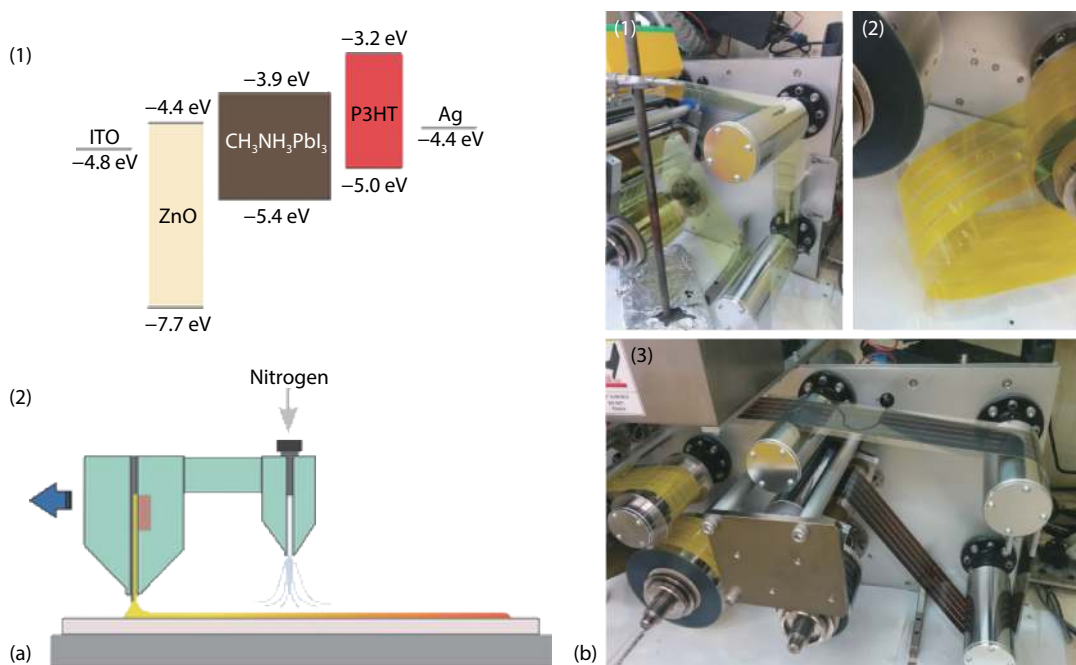 (1)
−3.2 eV
−3.9 eV
−4.4 eV
P3HT
Ag
ITO
CH₃NH₃PbI₃
−4.4 eV
−4.8 eV
−5.0 eV
ZnO
−5.4 eV
−7.7 eV
(2)
Nitrogen
(a)
(1)
(2)
(3)
(b)